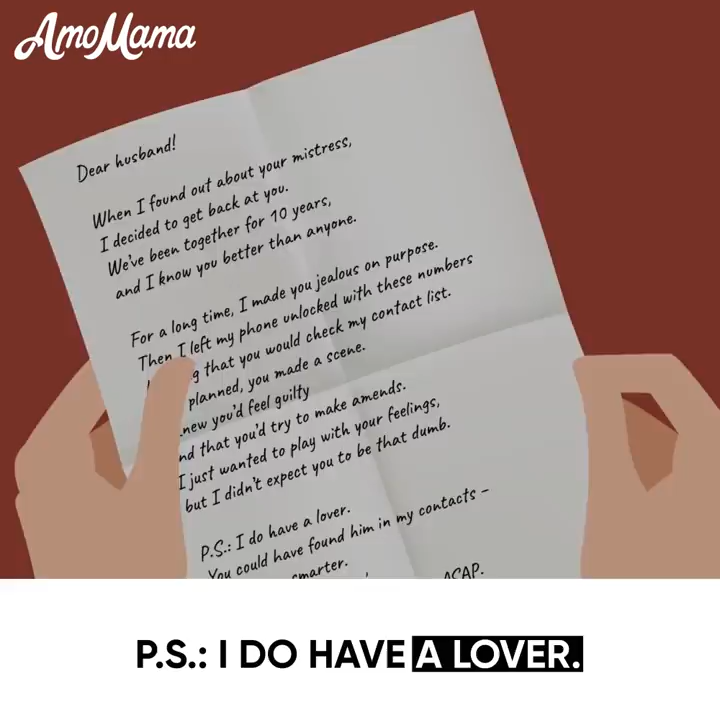 AmoMama
Dear husband!
When I found out about your mistress,
I decided to get back at you.
We've been together for 10 years,
and I know you better than anyone.
For a long time, I made you jealous on purpose.
Then I left my phone unlocked with these numbers
that you would check my contact list.
planned, you made a scene.
new you'd feel guilty
nd that you'd try to make amends.
I just wanted to play with your feelings,
but I didn't expect you to be that dumb.
P.S.: I do have a lover.
You could have found him in my contacts –
smarter.
ASAP.
P.S.: I DO HAVE A LOVER.